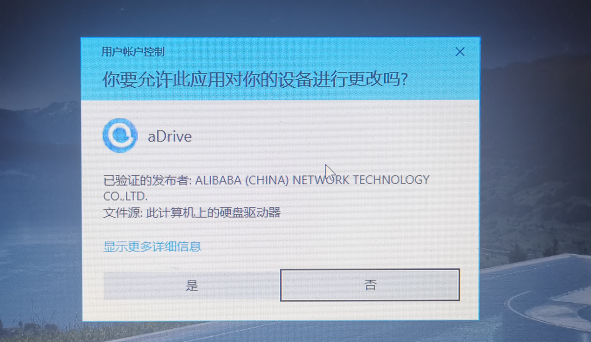 用户帐户控制
你要允许此应用对你的设备进行更改吗?
aDrive
已验证的发布者: ALIBABA (CHINA) NETWORK TECHNOLOGY
CO.,LTD.
文件源: 此计算机上的硬盘驱动器
显示更多详细信息
是
否